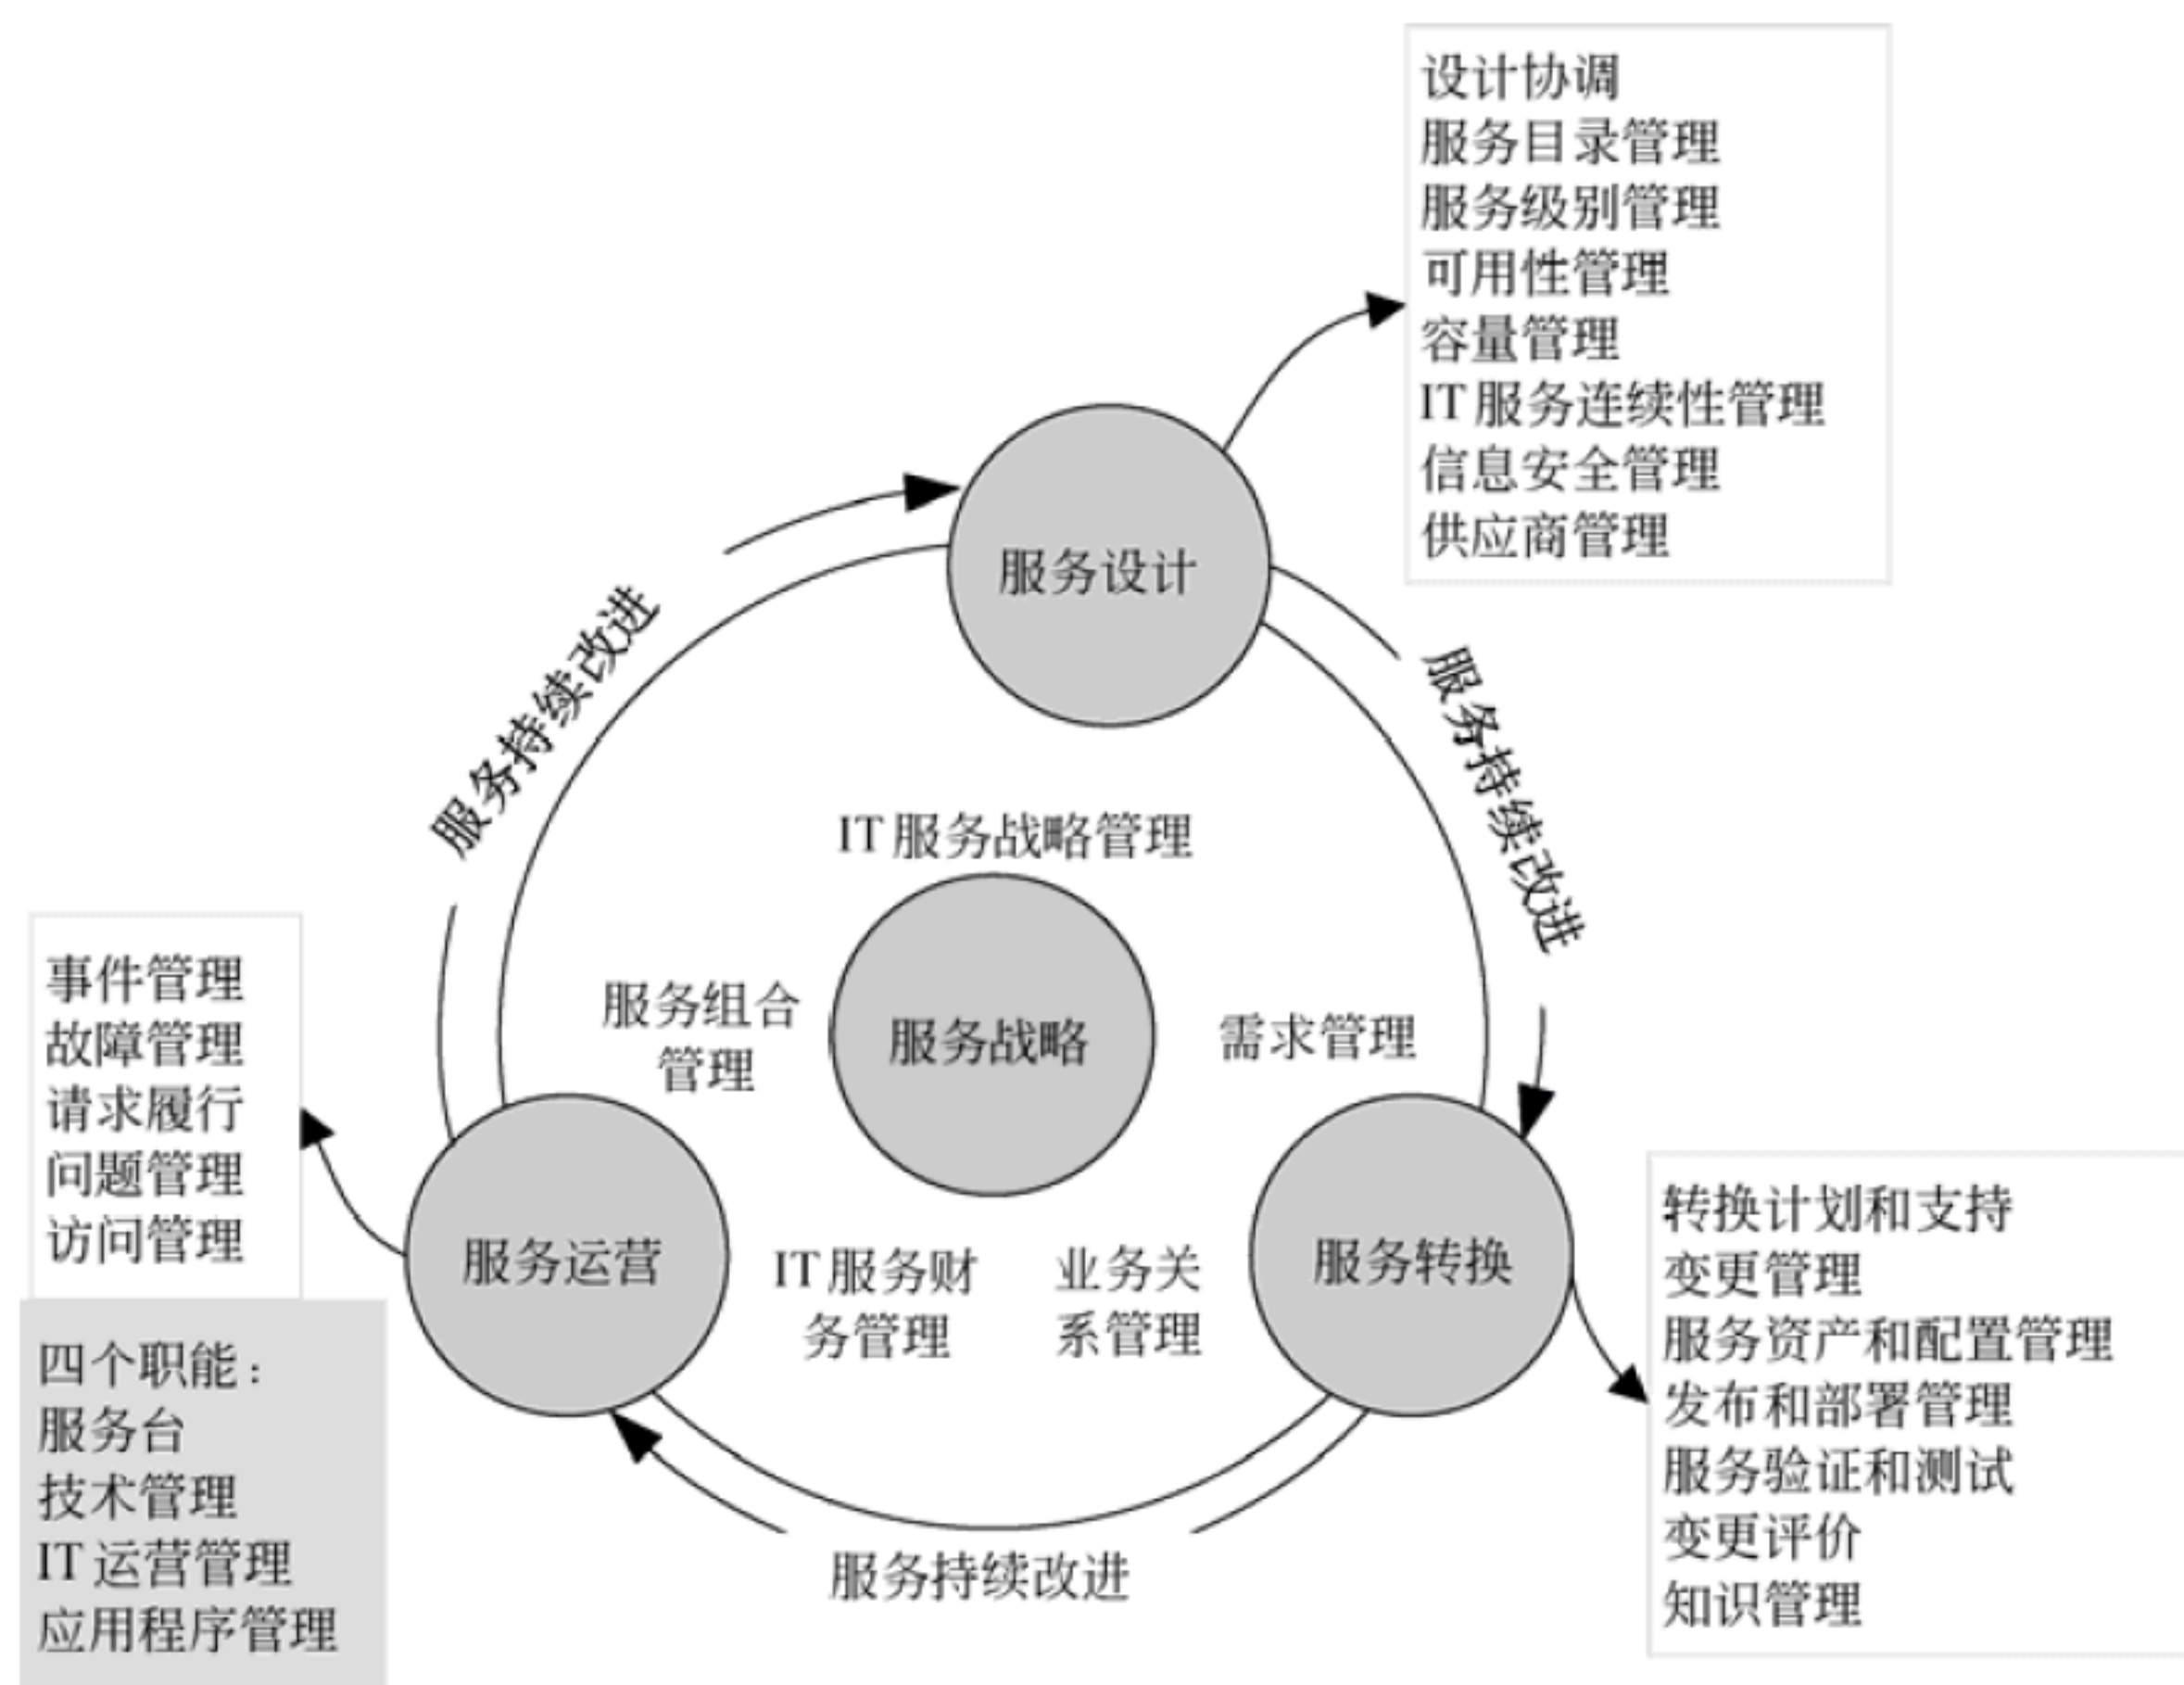 设计协调
服务目录管理
服务级别管理
可用性管理
容量管理
IT服务连续性管理
信息安全管理
供应商管理
服务设计
服务持续改进
服务持续改进
IT服务战略管理
服务组合
管理
服务战略
需求管理
事件管理
故障管理
请求履行
问题管理
访问管理
服务运营
IT服务财
务管理
业务关
系管理
服务转换
四个职能：
服务台
技术管理
IT运营管理
应用程序管理
转换计划和支持
变更管理
服务资产和配置管理
发布和部署管理
服务验证和测试
变更评价
知识管理
服务持续改进